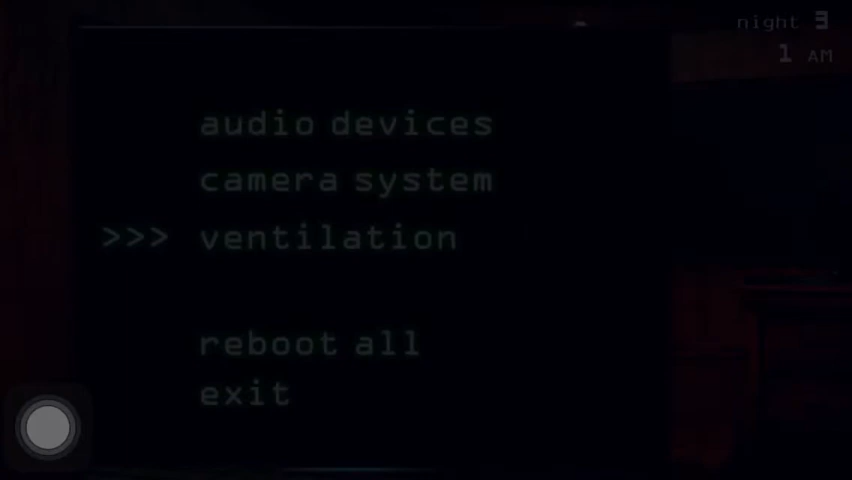 night 3
1 AM
audio devices
camera system
>>> ventilation
reboot all
exit